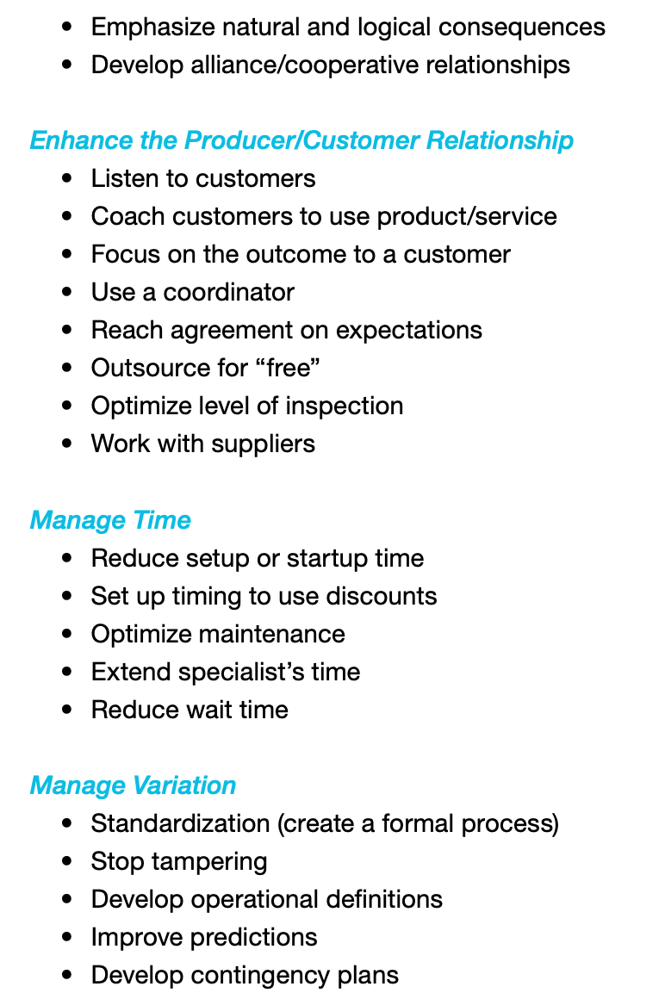 • Emphasize natural and logical consequences
• Develop alliance/cooperative relationships
Enhance the Producer/Customer Relationship
• Listen to customers
• Coach customers to use product/service
• Focus on the outcome to a customer
• Use a coordinator
• Reach agreement on expectations
• Outsource for “free”
• Optimize level of inspection
• Work with suppliers
Manage Time
• Reduce setup or startup time
• Set up timing to use discounts
• Optimize maintenance
• Extend specialist’s time
• Reduce wait time
Manage Variation
• Standardization (create a formal process)
• Stop tampering
• Develop operational definitions
• Improve predictions
• Develop contingency plans